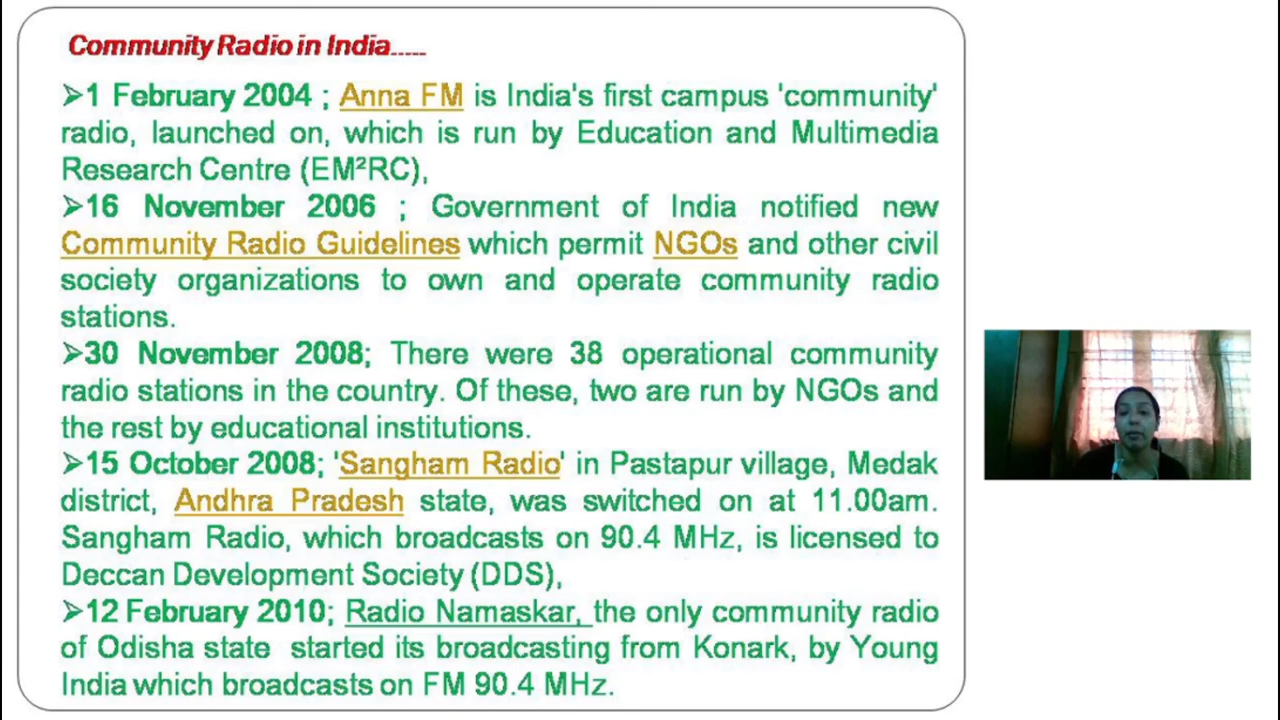 Community Radio in India.....
➢1 February 2004 ; Anna FM is India's first campus 'community'
radio, launched on, which is run by Education and Multimedia
Research Centre (EM²RC),
➢16 November 2006 ; Government of India notified new
Community Radio Guidelines which permit NGOs and other civil
society organizations to own and operate community radio
stations.
➢30 November 2008; There were 38 operational community
radio stations in the country. Of these, two are run by NGOs and
the rest by educational institutions.
➢15 October 2008; 'Sangham Radio' in Pastapur village, Medak
district, Andhra Pradesh state, was switched on at 11.00am.
Sangham Radio, which broadcasts on 90.4 MHz, is licensed to
Deccan Development Society (DDS),
➢12 February 2010; Radio Namaskar, the only community radio
of Odisha state started its broadcasting from Konark, by Young
India which broadcasts on FM 90.4 MHz.